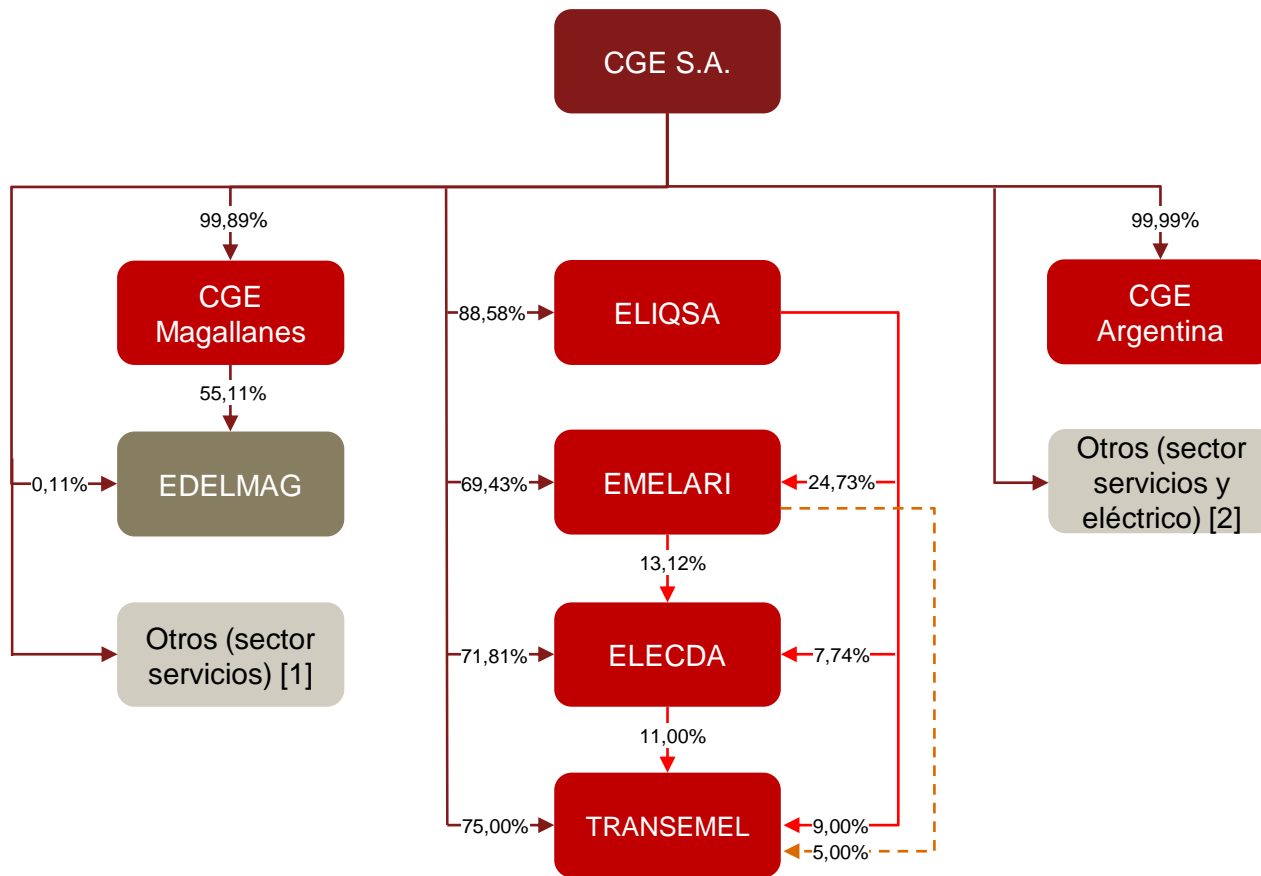 CGE S.A.
99,89%
99,99%
CGE
Magallanes
88,58%
ELIQSA
CGE
Argentina
55,11%
0,11%
EDELMAG
69,43%
EMELARI
24,73%
Otros (sector
servicios y
eléctrico) [2]
13,12%
Otros (sector
servicios) [1]
71,81%
ELECDA
7,74%
11,00%
75,00%
TRANSEMEL
9,00%
5,00%